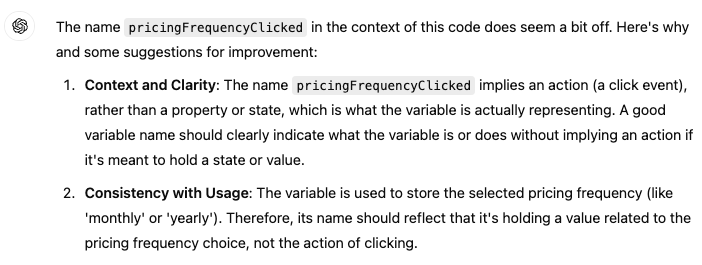 The name pricingFrequencyClicked in the context of this code does seem a bit off. Here's why
and some suggestions for improvement:
1. Context and Clarity: The name pricingFrequencyClicked implies an action (a click event),
rather than a property or state, which is what the variable is actually representing. A good
variable name should clearly indicate what the variable is or does without implying an action if
it's meant to hold a state or value.
2. Consistency with Usage: The variable is used to store the selected pricing frequency (like
'monthly' or 'yearly'). Therefore, its name should reflect that it's holding a value related to the
pricing frequency choice, not the action of clicking.